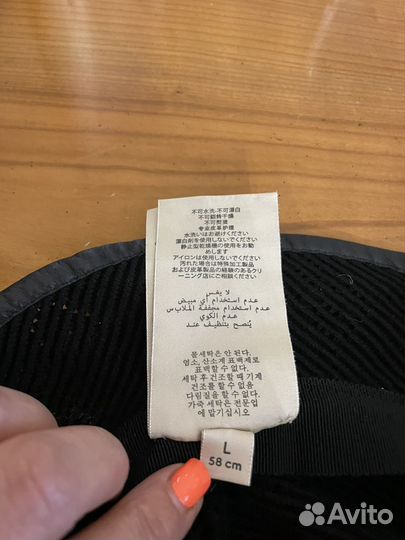 不可水洗-不可漂白
不可翻轉干燥
不可熨燙
专业皮革护理
水洗いはお避けください
漂白剤を使用しないでください
静止型乾燥機の使用をお勧
めします
アイロンは使用しないでください
汚れた場合は特殊加工製品
および皮革製品の経験のあるクリ
ーニング店にご相談ください
لا يغسل
عدم استخدام أي مبيض
عدم استخدام مجففة الملابس
عدم الكوي
يُنصح بتنظيف عند
물세탁은 안 된다.
염소, 산소계 표백제로
표백할 수 없다.
세탁 후 건조할 때 기계
건조를 할 수 없다.
다림질을 할 수 없다.
가죽 세탁은 전문업
에 맡기십시오
L
58 cm
Avito